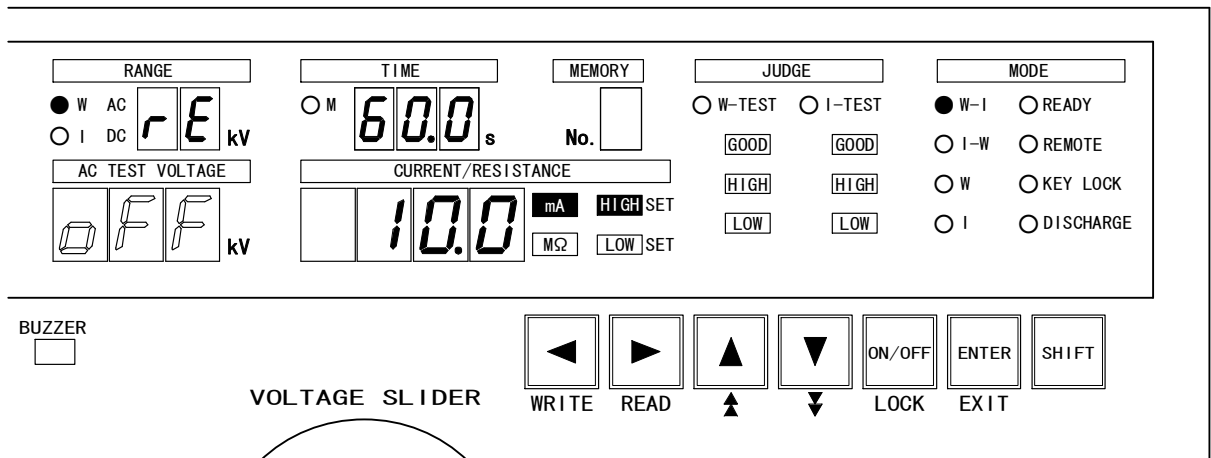 RANGE TIME MEMORY JUDGE MODE
W AC rE kV M 60.0 s No. W-TEST I-TEST W-I READY
I DC GOOD GOOD I-W REMOTE
AC TEST VOLTAGE CURRENT/RESISTANCE
oFF kV 10.0 mA HIGH SET HIGH HIGH W KEY LOCK
MΩ LOW SET LOW LOW I DISCHARGE
BUZZER
ON/OFF ENTER SHIFT
VOLTAGE SLIDER WRITE READ LOCK EXIT